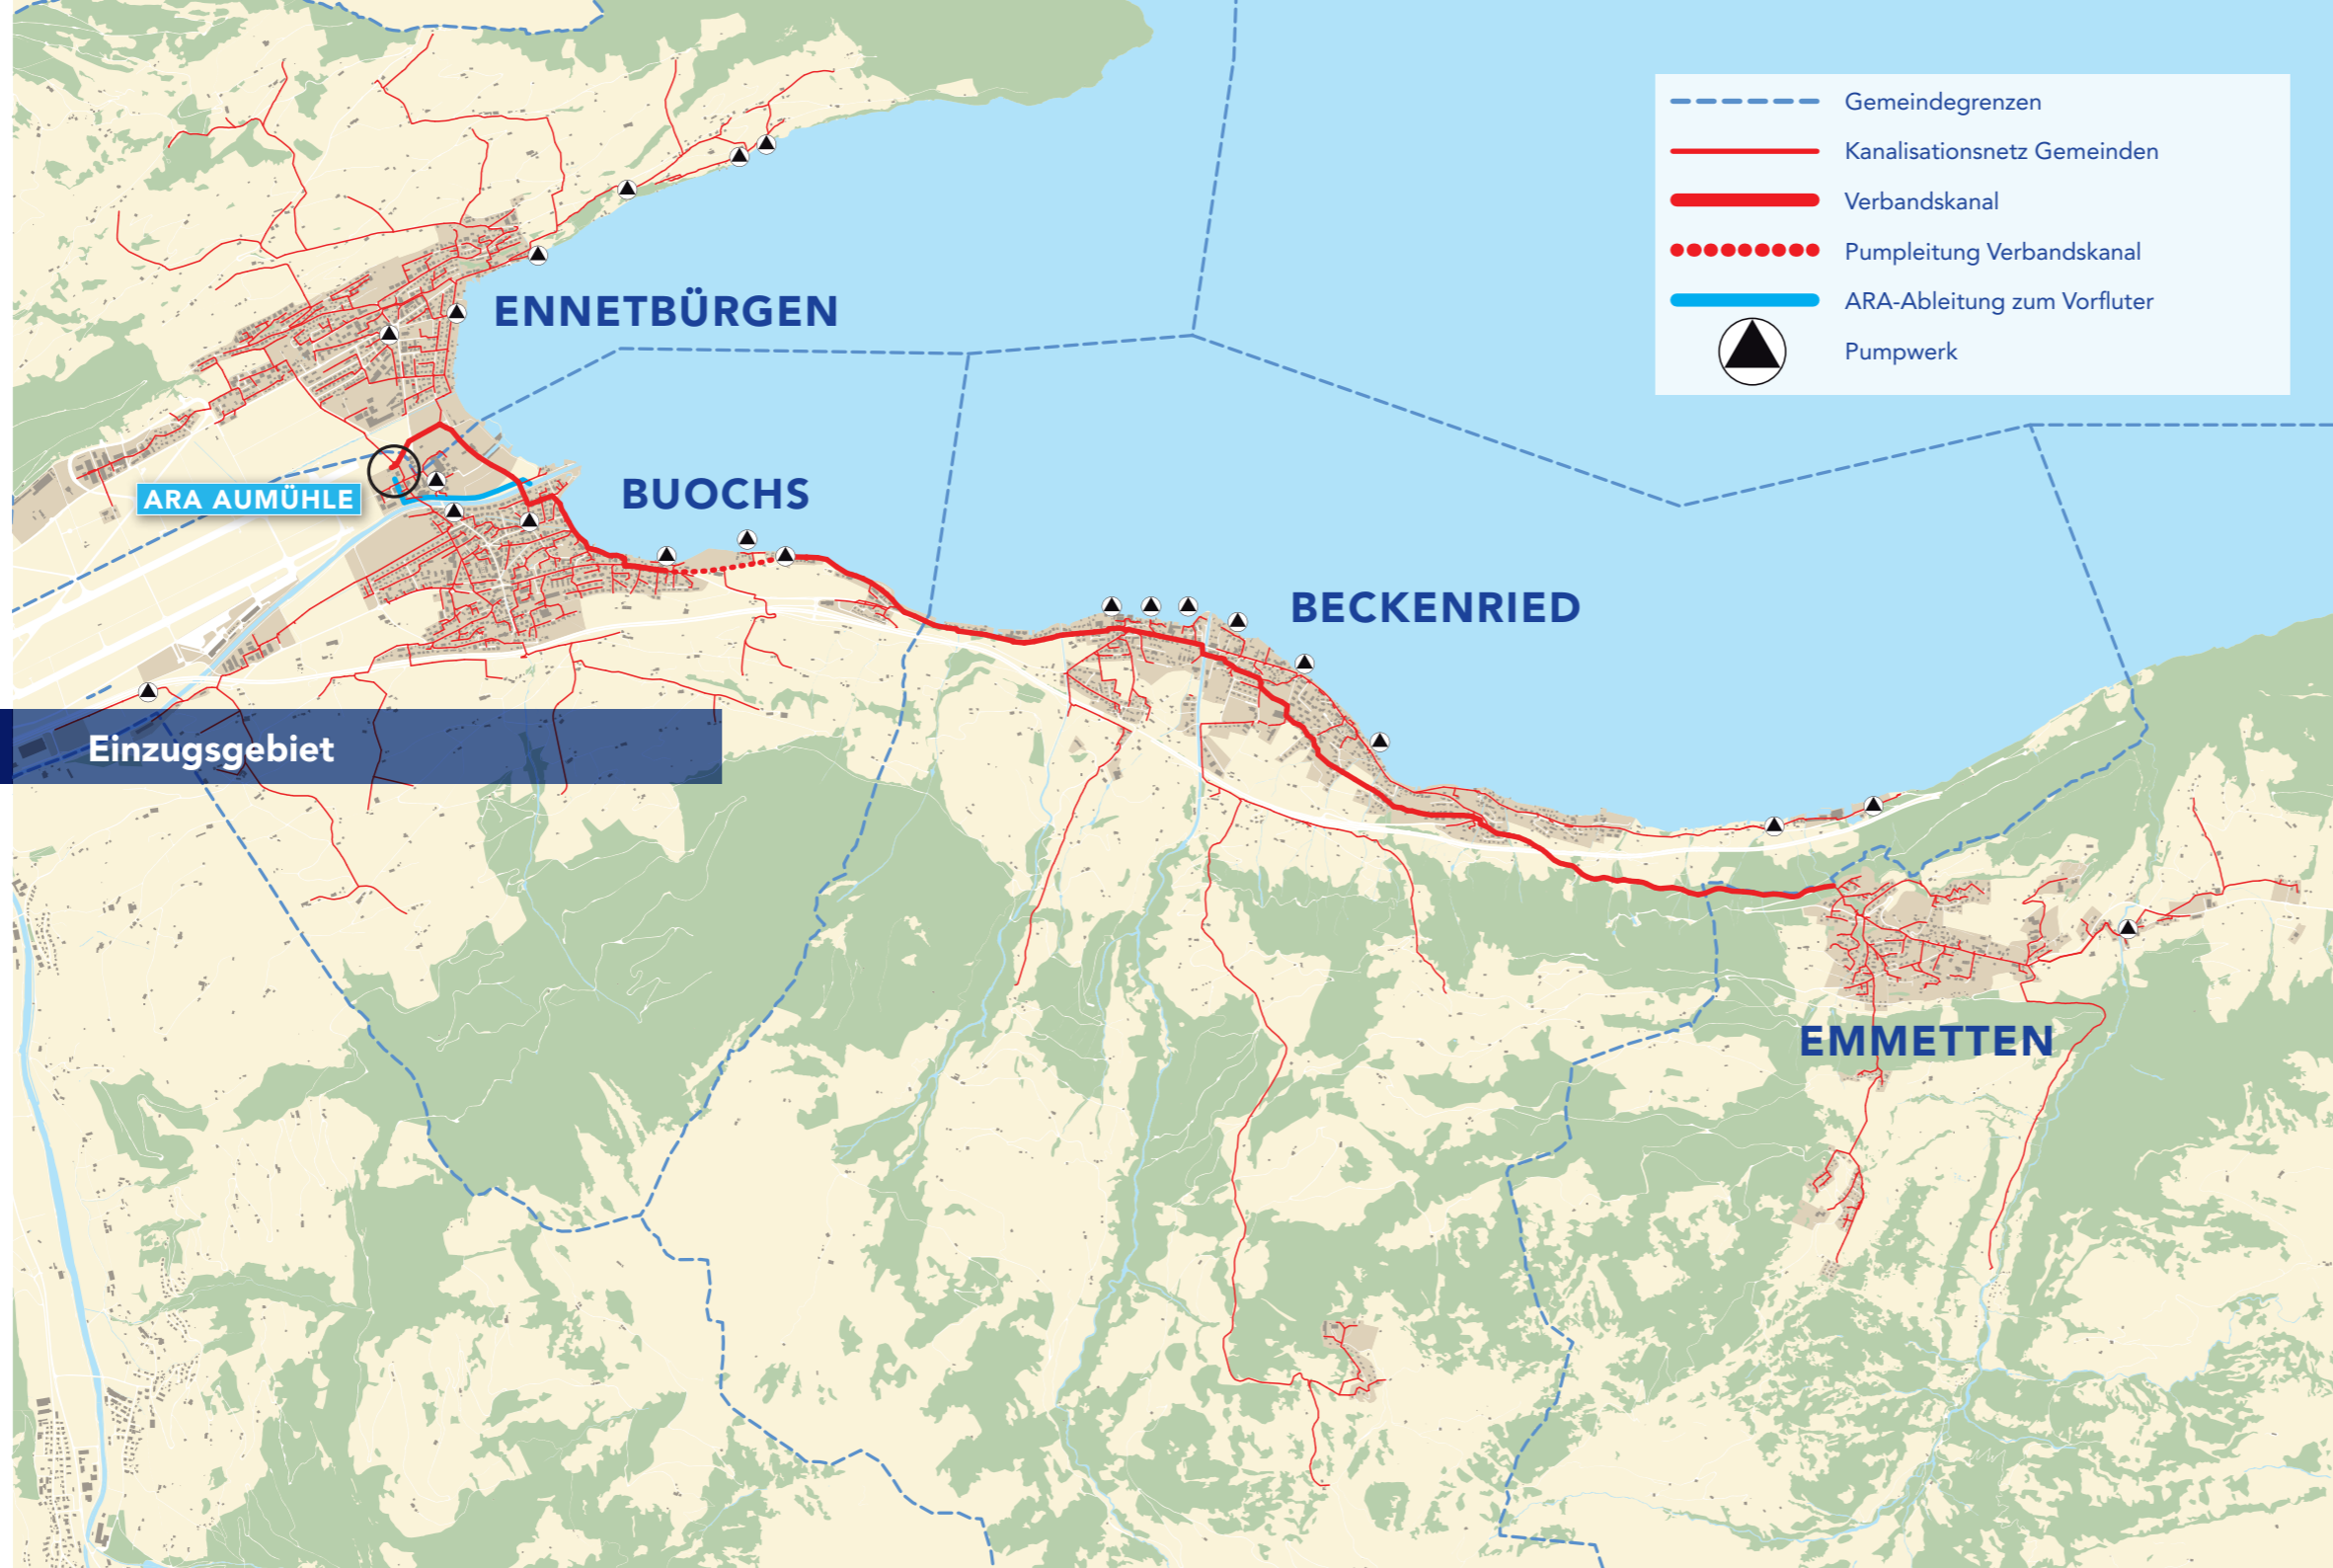 Gemeindegrenzen
Kanalisationsnetz Gemeinden
Verbandskanal
Pumpleitung Verbandskanal
ARA-Ableitung zum Vorfluter
Pumpwerk
ENNETBÜRGEN
BUOCHS
ARA AUMÜHLE
BECKENRIED
Einzugsgebiet
EMMETTEN